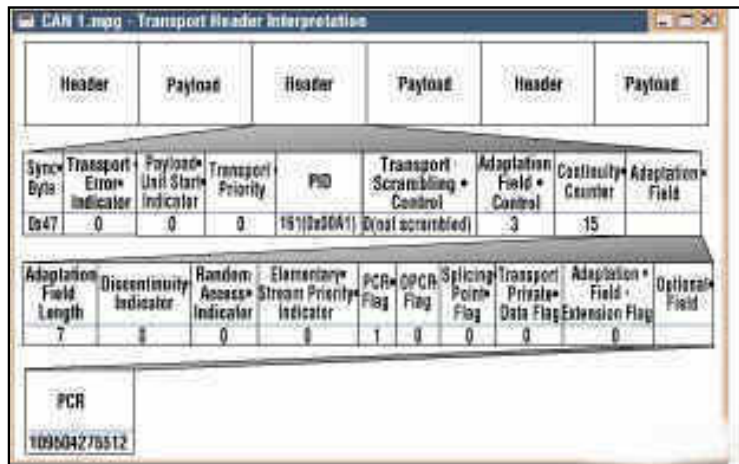 CAN 1.mpg - Transport Header Interpretation
Header Payload Header Payload Header Payload
Sync• Byte
Transport• Error• Indicator
Payload• Unit Start• Indicator
Transport• Priority
PID
Transport Scrambling • Control
Adaptation Field • Control
Continuity• Counter
Adaptation• Field
0x47 0 0 0 161(0x00A1) 0(not scrambled) 3 15
Adaptation Field Length
Discontinuity Indicator
Random• Access• Indicator
Elementary• Stream Priority• Indicator
PCR• Flag
OPCR Flag
Splicing Point• Flag
Transport Private• Data Flag
Adaptation • Field • Extension Flag
Optional• Field
7 0 0 0 1 0 0 0 0
PCR
109504276512